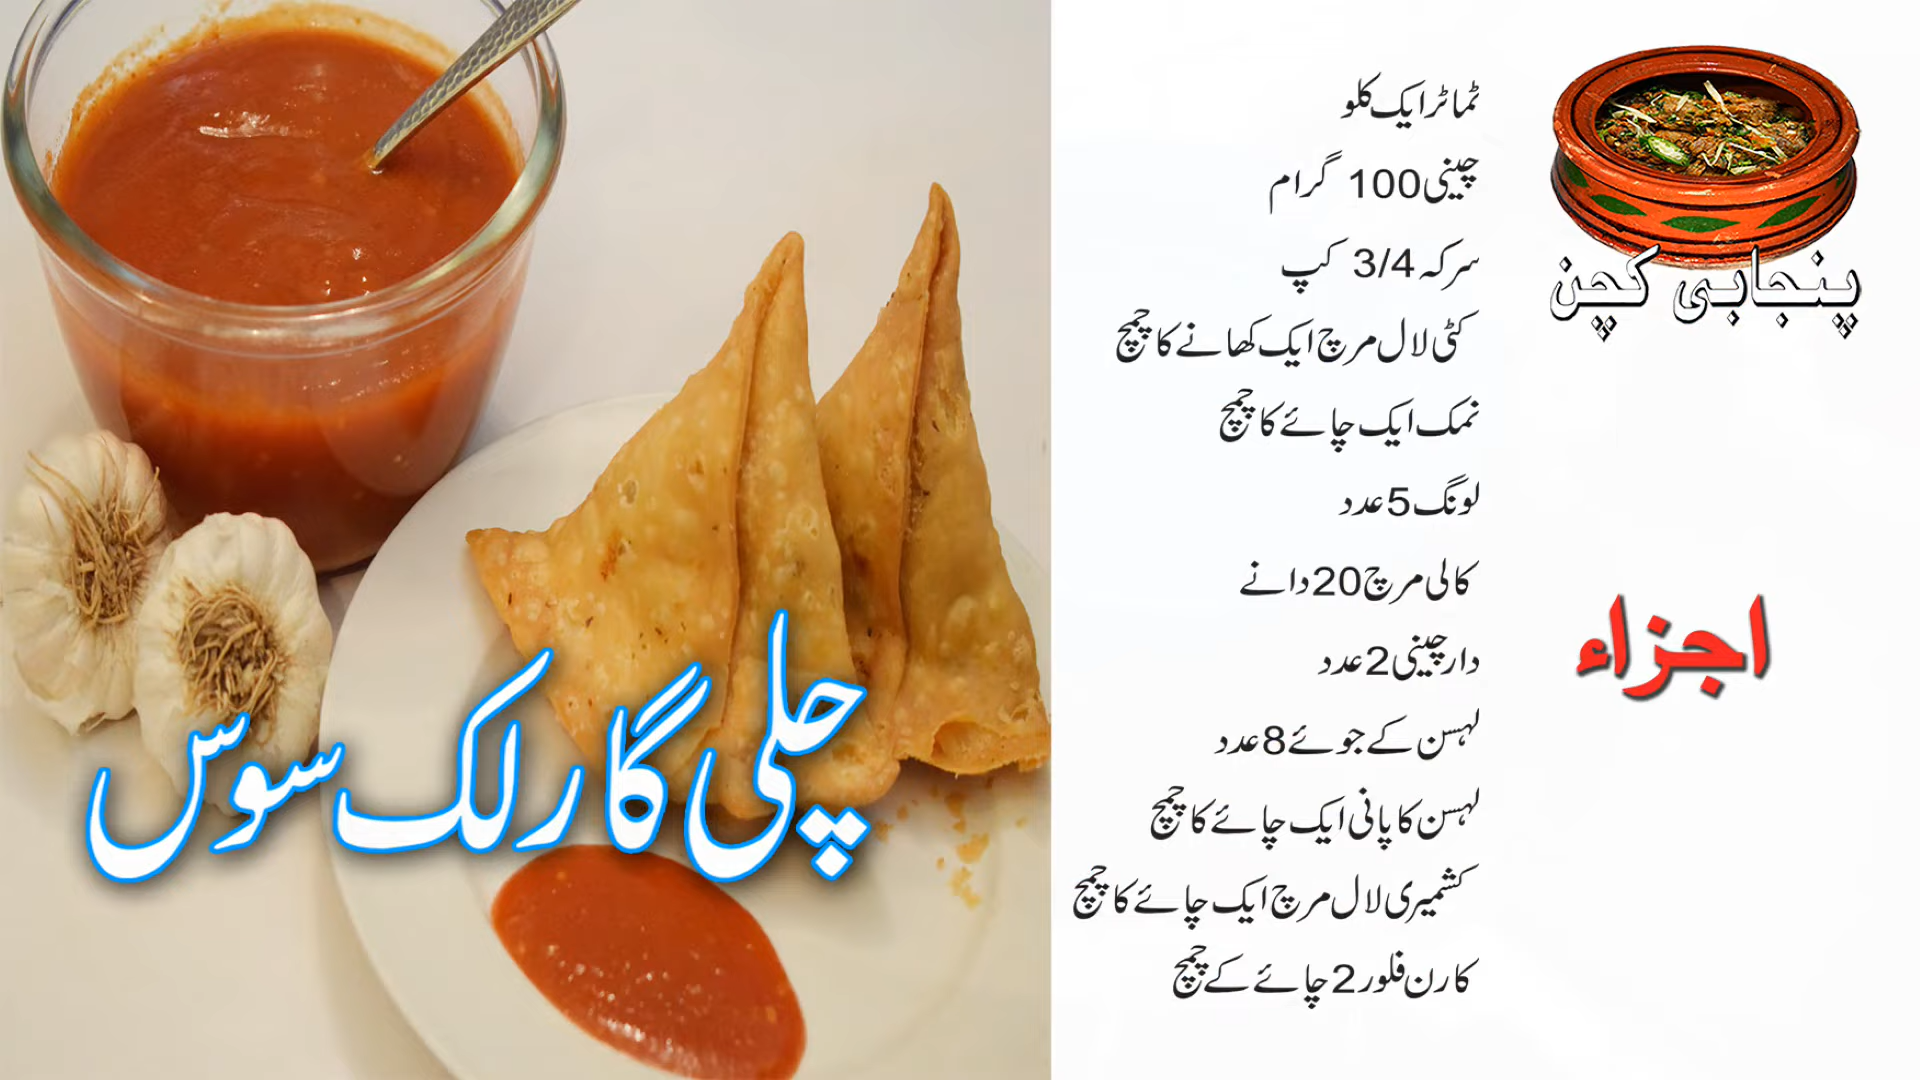 پنجابی کچن
اجزاء
ٹماٹر ایک کلو
چینی 100 گرام
سرکہ 3/4 کپ
کٹی لال مرچ ایک کھانے کا چمچ
نمک ایک چائے کا چمچ
لونگ 5 عدد
کالی مرچ 20 دانے
دار چینی 2 عدد
لہسن کے جوئے 8 عدد
لہسن کا پانی ایک چائے کا چمچ
کشمیری لال مرچ ایک چائے کا چمچ
کارن فلور 2 چائے کے چمچ
چلی گارلک سوس